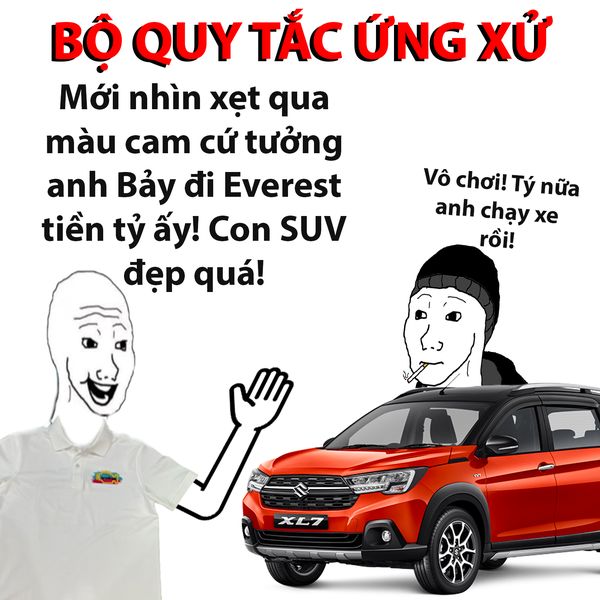 BỘ QUY TẮC ỨNG XỬ
Mới nhìn xẹt qua
màu cam cứ tưởng
anh Bảy đi Everest
tiền tỷ ấy! Con SUV
đẹp quá!
Vô chơi! Tý nữa
anh chạy xe
rồi!
XL7